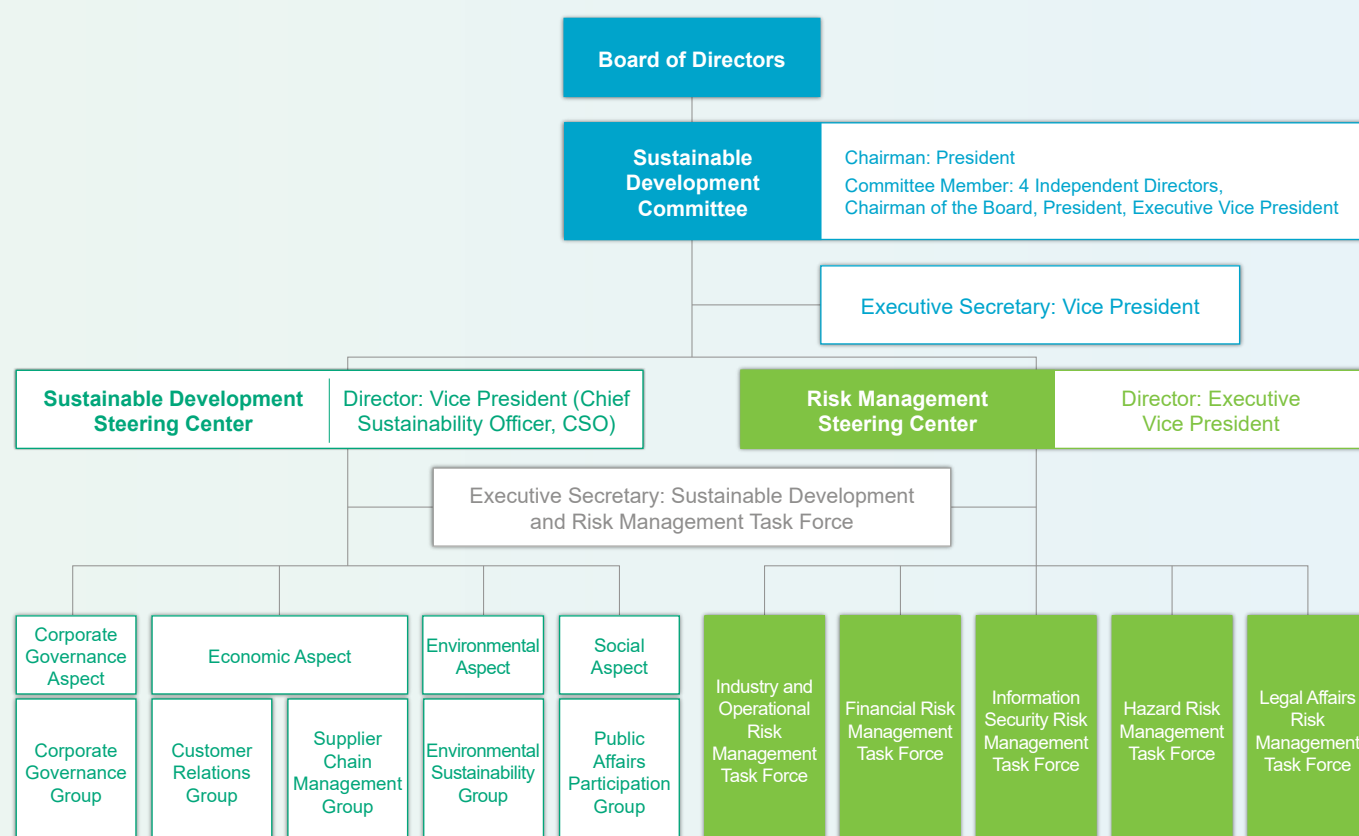 Board of Directors
Sustainable
Development
Committee
Chairman: President
Committee Member: 4 Independent Directors,
Chairman of the Board, President, Executive Vice President
Executive Secretary: Vice President
Sustainable Development
Steering Center
Director: Vice President (Chief
Sustainability Officer, CSO)
Risk Management
Steering Center
Director: Executive
Vice President
Executive Secretary: Sustainable Development
and Risk Management Task Force
Corporate
Governance
Aspect
Economic Aspect
Environmental
Aspect
Social
Aspect
Corporate
Governance
Group
Customer
Relations
Group
Supplier
Chain
Management
Group
Environmental
Sustainability
Group
Public
Affairs
Participation
Group
Industry and
Operational
Risk
Management
Task Force
Financial Risk
Management
Task Force
Information
Security Risk
Management
Task Force
Hazard Risk
Management
Task Force
Legal Affairs
Risk
Management
Task Force